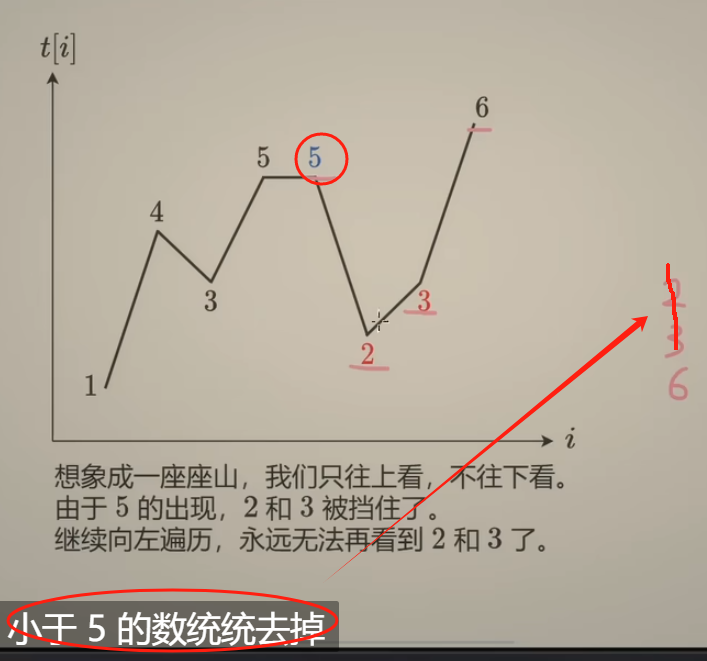 t[i]
6
5
5
4
3
3
2
1
2
3
6
i
想象成一座座山，我们只往上看，不往下看。
由于 5 的出现，2 和 3 被挡住了。
继续向左遍历，永远无法再看到 2 和 3 了。
小于 5 的数统统去掉